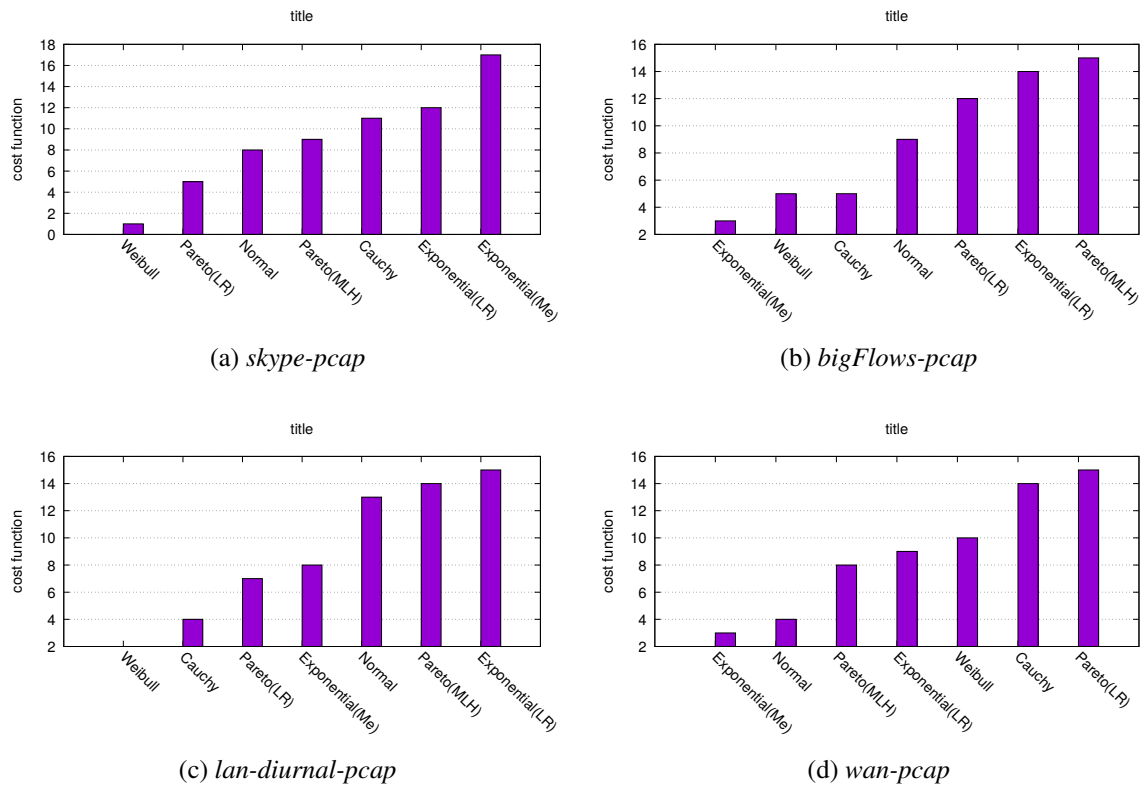 title
cost function
18
16
14
12
10
8
6
4
2
0
Weibull
Pareto(LR)
Normal
Pareto(MLH)
Cauchy
Exponential(LR)
Exponential(Me)
(a) skype-pcap
title
cost function
16
14
12
10
8
6
4
2
Exponential(Me)
Weibull
Cauchy
Normal
Pareto(LR)
Exponential(LR)
Pareto(MLH)
(b) bigFlows-pcap
title
cost function
16
14
12
10
8
6
4
2
Weibull
Cauchy
Pareto(LR)
Exponential(Me)
Normal
Pareto(MLH)
Exponential(LR)
(c) lan-diurnal-pcap
title
cost function
16
14
12
10
8
6
4
2
Exponential(Me)
Normal
Pareto(MLH)
Exponential(LR)
Weibull
Cauchy
Pareto(LR)
(d) wan-pcap